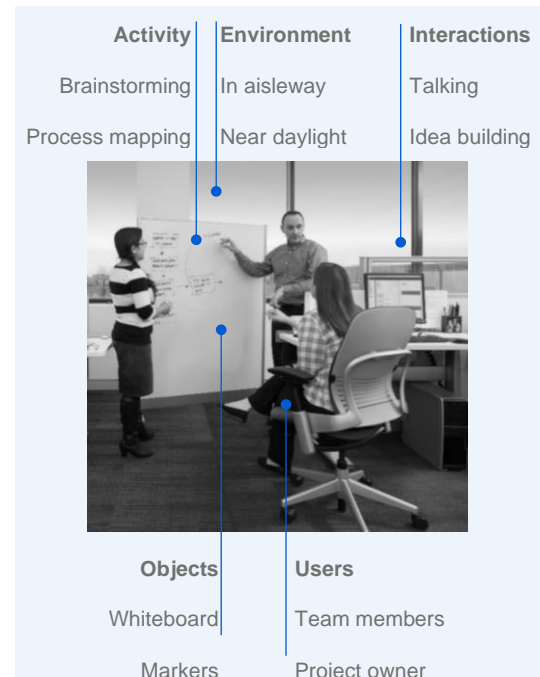 Activity
Environment
Interactions
Brainstorming
In aisleway
Talking
Process mapping
Near daylight
Idea building
Objects
Users
Whiteboard
Team members
Markers
Project owner